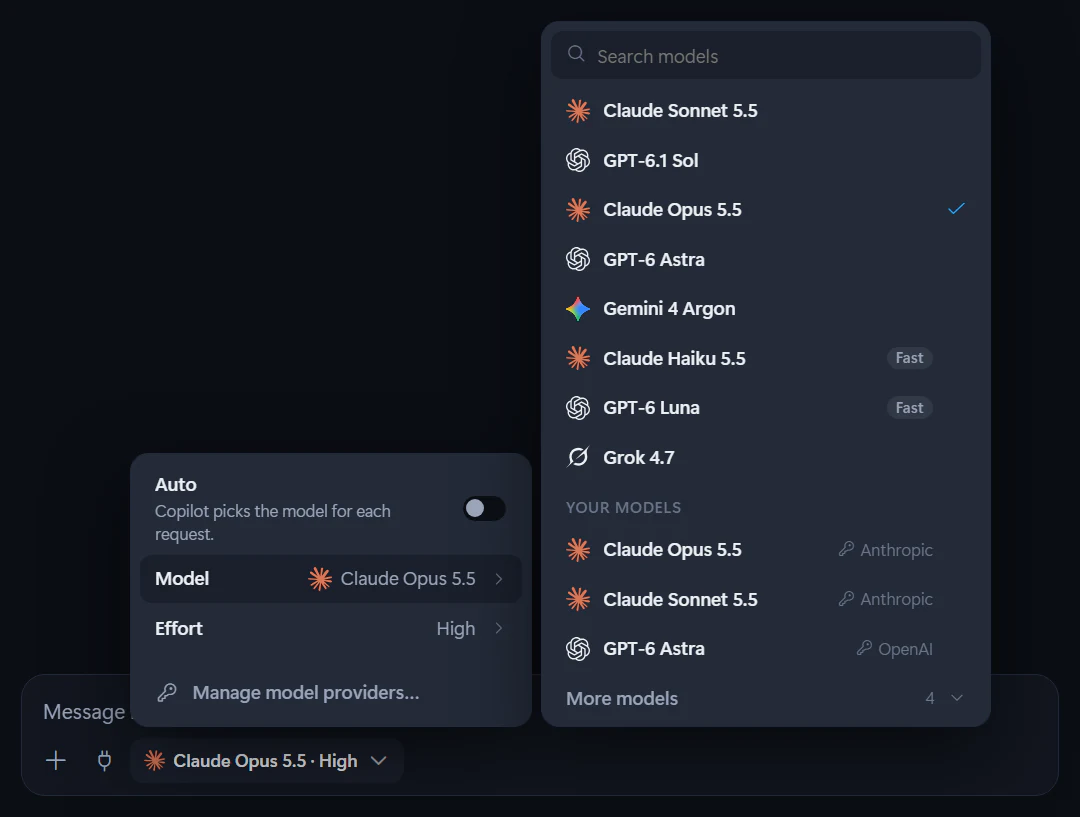 Search models
Claude Sonnet 5.5
GPT-6.1 Sol
Claude Opus 5.5
GPT-6 Astra
Gemini 4 Argon
Claude Haiku 5.5 Fast
GPT-6 Luna Fast
Grok 4.7
YOUR MODELS
Claude Opus 5.5 Anthropic
Claude Sonnet 5.5 Anthropic
GPT-6 Astra OpenAI
More models 4
Auto
Copilot picks the model for each
request.
Model Claude Opus 5.5
Effort High
Manage model providers...
Message
Claude Opus 5.5 · High